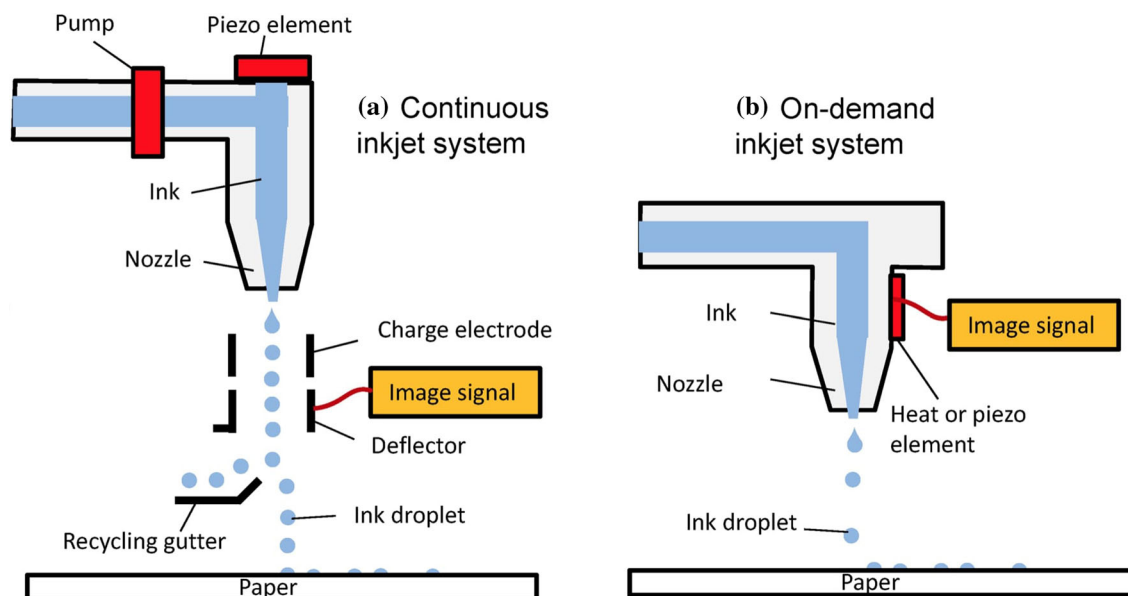 Pump
Piezo element
(a) Continuous
inkjet system
Ink
Nozzle
Charge electrode
Image signal
Deflector
Recycling gutter
Ink droplet
Paper
(b) On-demand
inkjet system
Ink
Image signal
Nozzle
Heat or piezo
element
Ink droplet
Paper